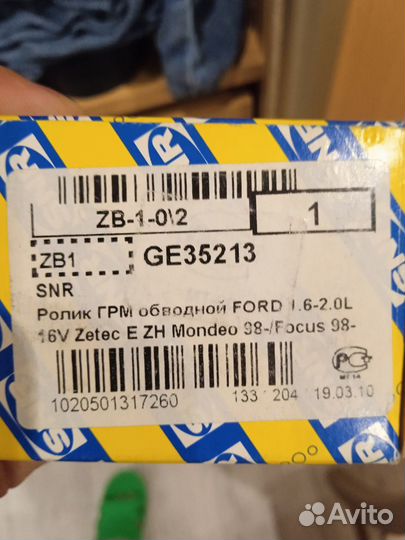 ZB-1-0\2
1
ZB1
GE35213
SNR
Ролик ГРМ обводной FORD 1.6-2.0L
16V Zetec E ZH Mondeo 98-/Focus 98-
1020501317260
133 1204
19.03.10
Avito